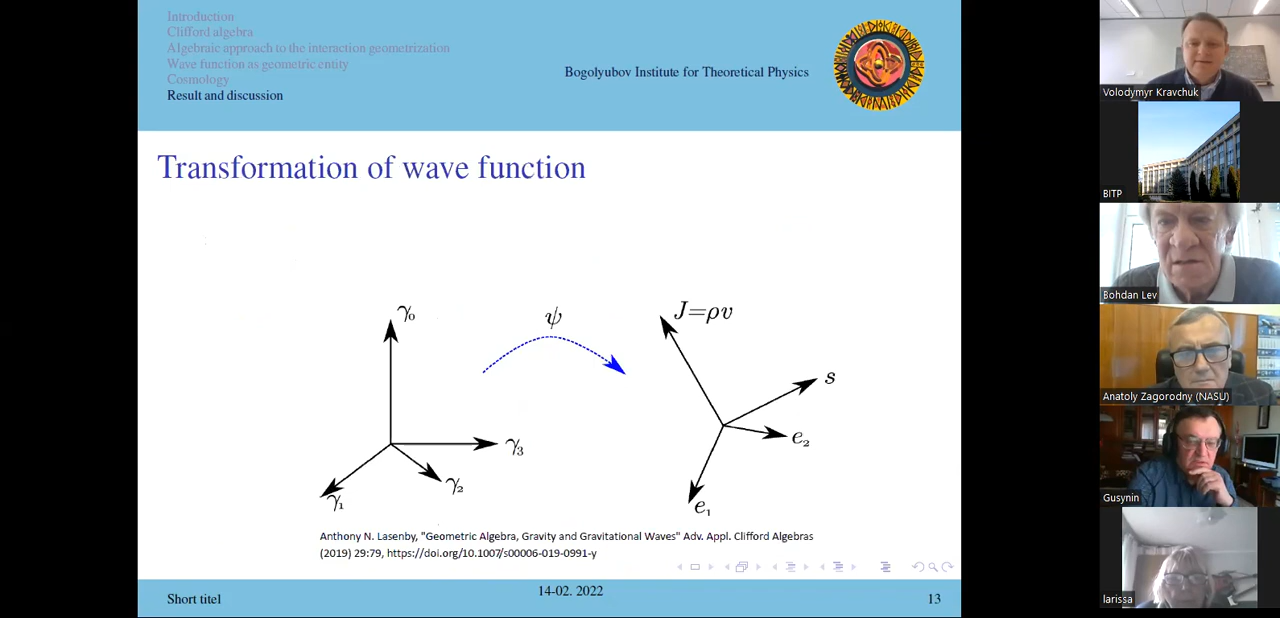 Introduction
Clifford algebra
Algebraic approach to the interaction geometrization
Wave function as geometric entity
Cosmology
Result and discussion
Bogolyubov Institute for Theoretical Physics
Transformation of wave function
γ₀
γ₃
γ₂
γ₁
ψ
J=ρv
s
e₂
e₁
Anthony N. Lasenby, "Geometric Algebra, Gravity and Gravitational Waves" Adv. Appl. Clifford Algebras
(2019) 29:79, https://doi.org/10.1007/s00006-019-0991-y
Short titel
14-02. 2022
13
Volodymyr Kravchuk
BITP
Bohdan Lev
Anatoly Zagorodny (NASU)
Gusynin
larissa